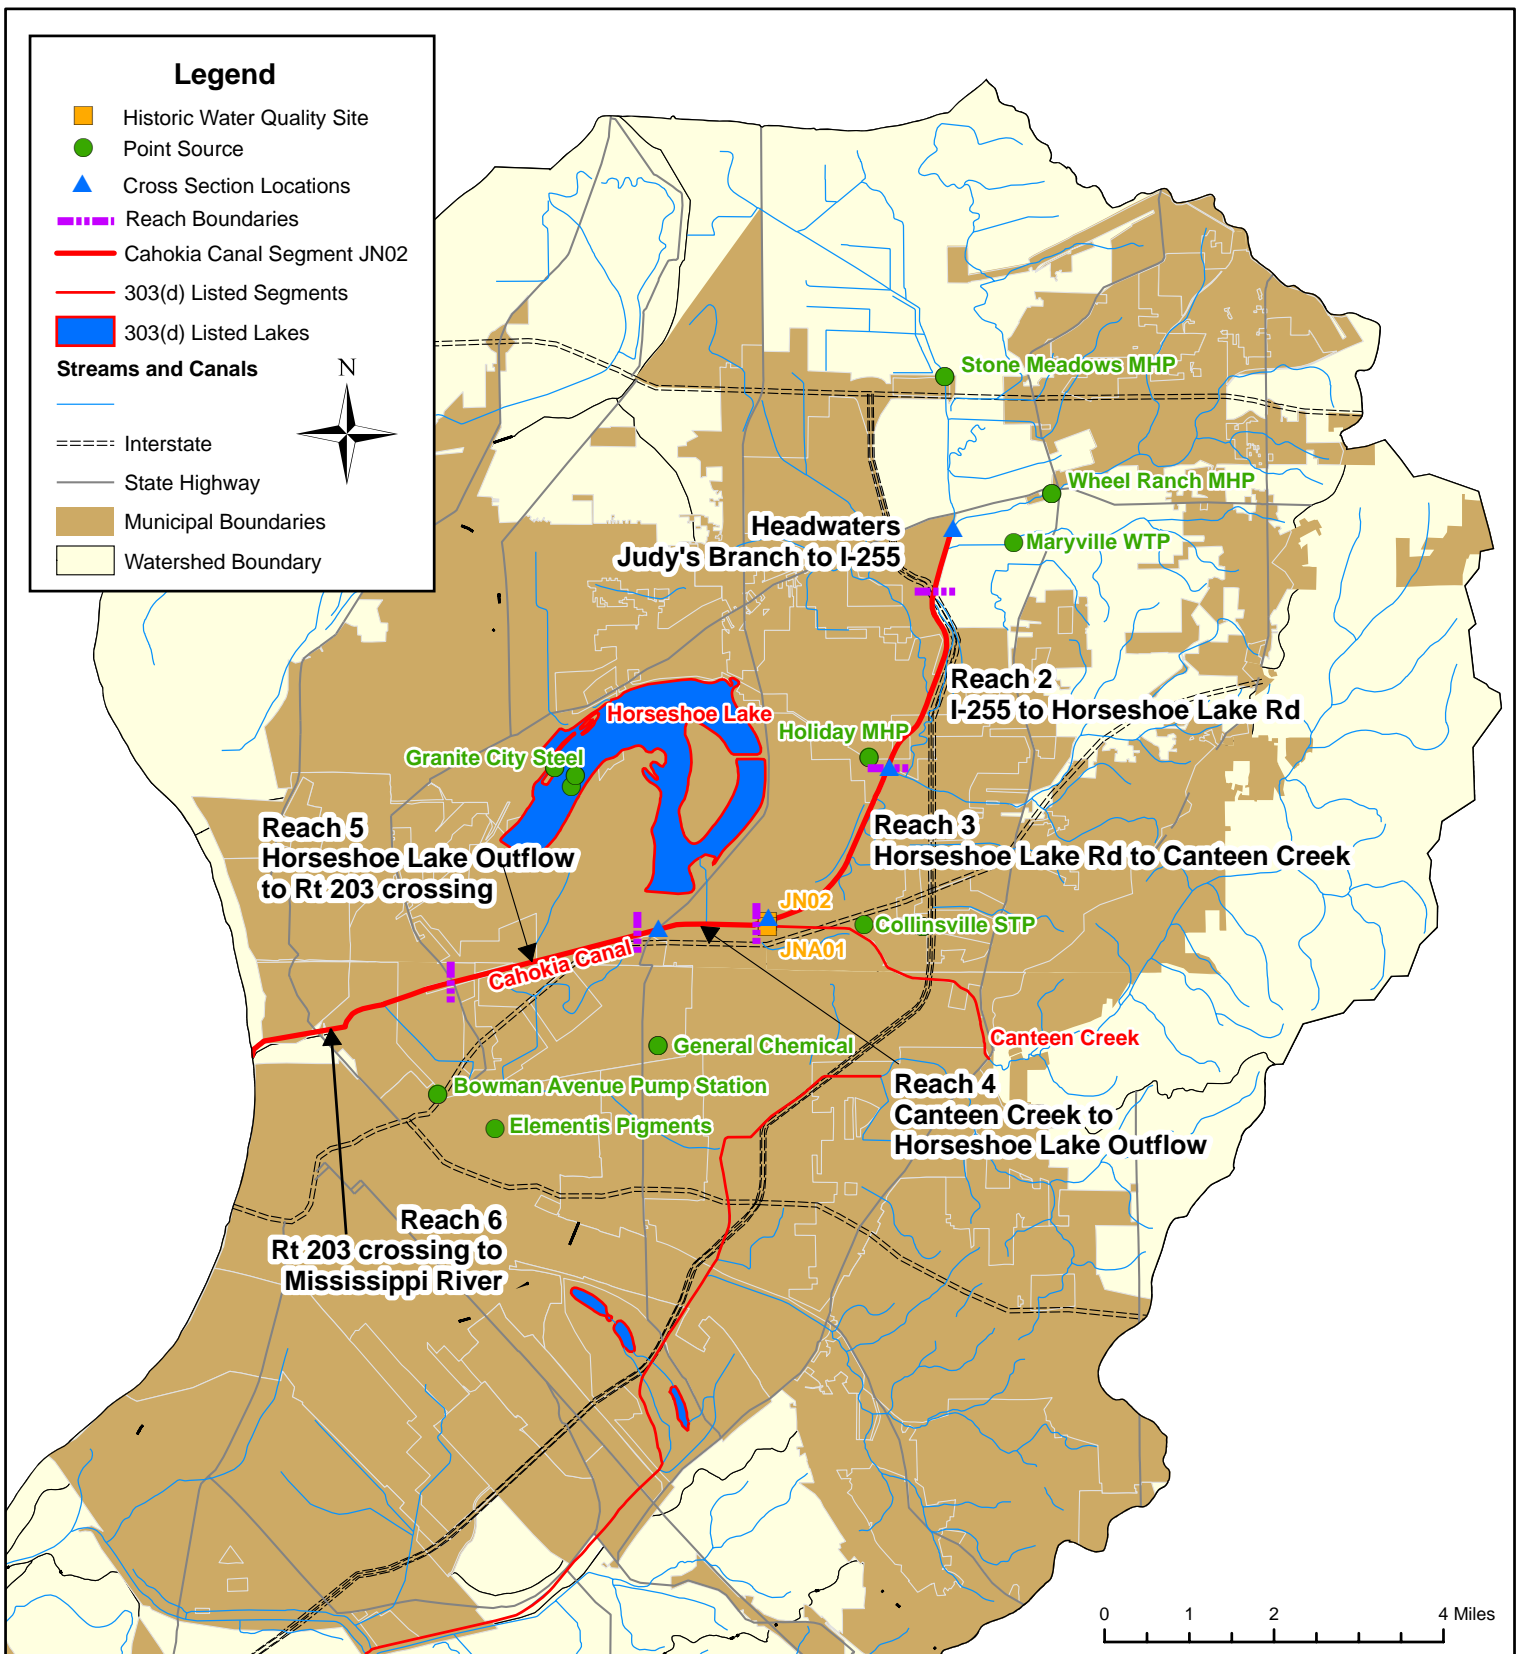 Legend
Historic Water Quality Site
Point Source
Cross Section Locations
Reach Boundaries
Cahokia Canal Segment JN02
303(d) Listed Segments
303(d) Listed Lakes
Streams and Canals
N
Interstate
State Highway
Municipal Boundaries
Watershed Boundary
Stone Meadows MHP
Wheel Ranch MHP
Headwaters
Judy's Branch to I-255
Maryville WTP
Reach 2
I-255 to Horseshoe Lake Rd
Horseshoe Lake
Holiday MHP
Granite City Steel
Reach 5
Horseshoe Lake Outflow
to Rt 203 crossing
Reach 3
Horseshoe Lake Rd to Canteen Creek
JN02
Collinsville STP
JNA01
Cahokia Canal
Canteen Creek
General Chemical
Bowman Avenue Pump Station
Reach 4
Canteen Creek to
Horseshoe Lake Outflow
Elementis Pigments
Reach 6
Rt 203 crossing to
Mississippi River
0 1 2 4 Miles